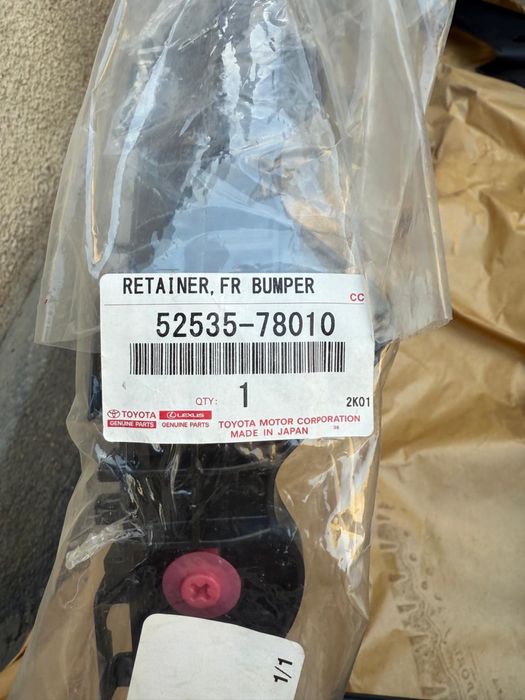 RETAINER, FR BUMPER
CC
52535-78010
QTY: 1
2K01
TOYOTA LEXUS
GENUINE PARTS GENUINE PARTS
TOYOTA MOTOR CORPORATION
MADE IN JAPAN
1/1